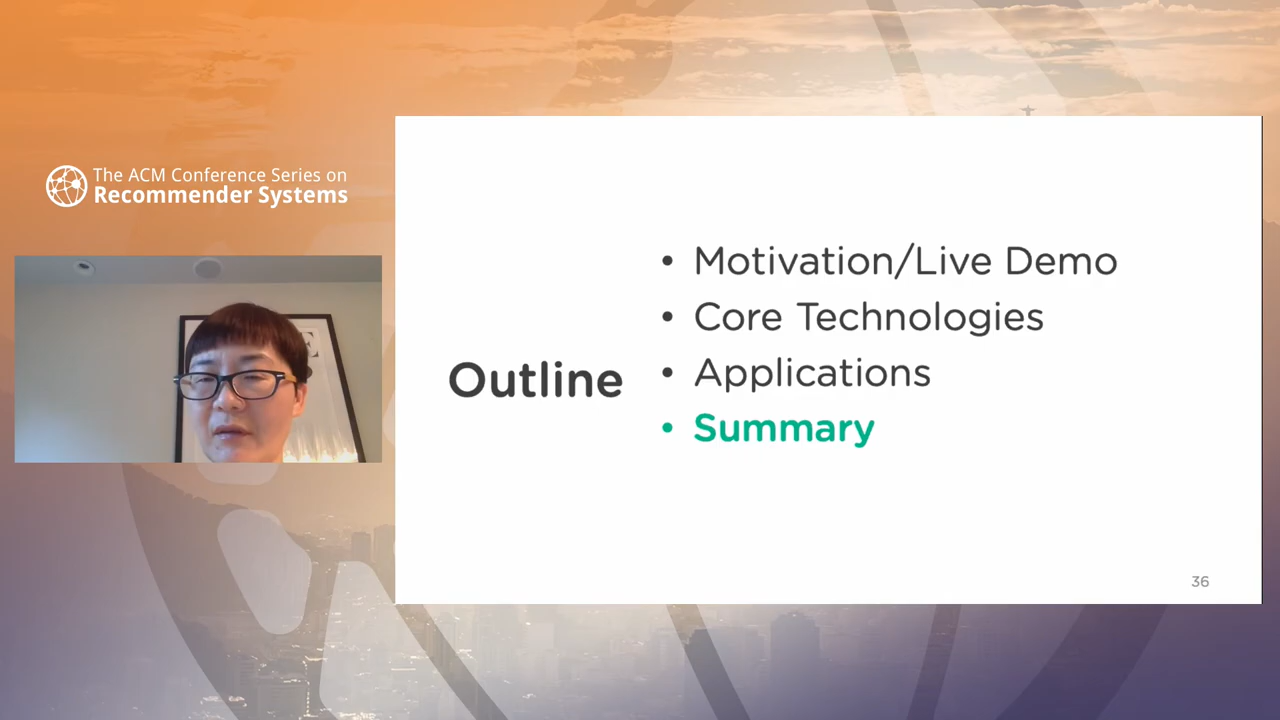 The ACM Conference Series on
Recommender Systems
Outline
• Motivation/Live Demo
• Core Technologies
• Applications
• Summary
36